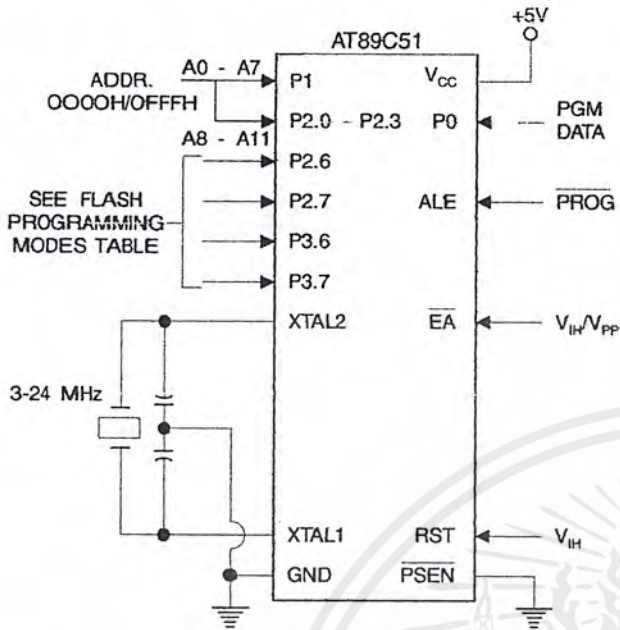 +5V
AT89C51
A0 - A7
ADDR.
OOOOH/OFFFH
P1
VCC
P2.0 - P2.3
P0
PGM
DATA
A8 - A11
P2.6
SEE FLASH
PROGRAMMING
MODES TABLE
P2.7
ALE
PROG
P3.6
P3.7
XTAL2
EA
VIH/VPP
3-24 MHz
XTAL1
RST
VIH
GND
PSEN